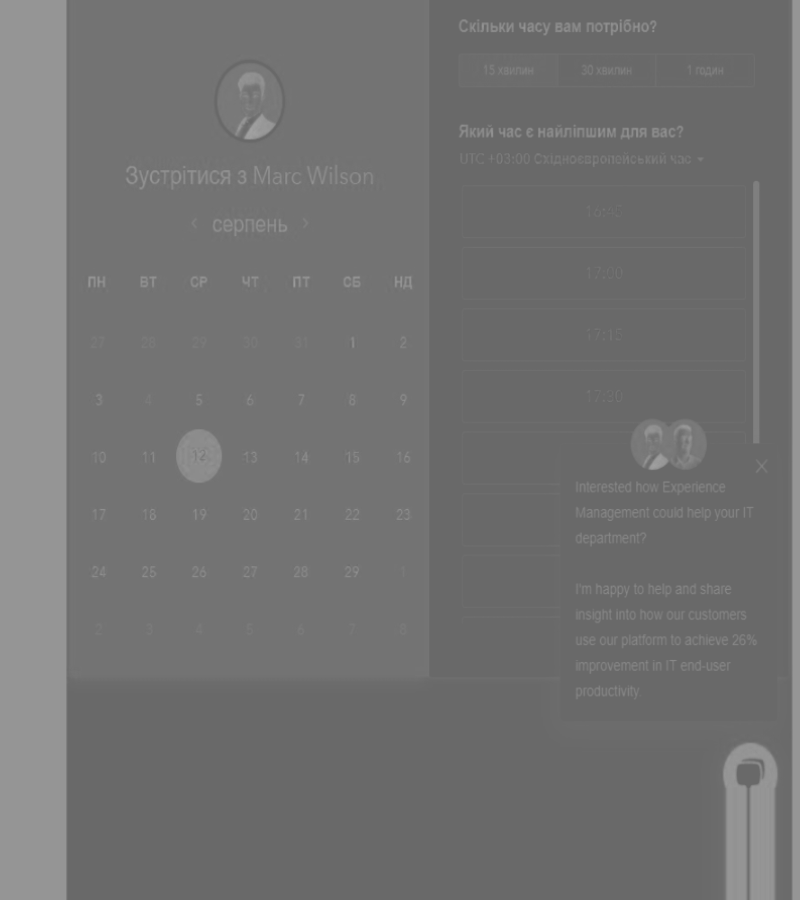 Зустрітися з Marc Wilson
серпень
ПН ВТ СР ЧТ ПТ СБ НД
27 28 29 30 31 1 2
3 4 5 6 7 8 9
10 11 12 13 14 15 16
17 18 19 20 21 22 23
24 25 26 27 28 29 1
2 3 4 5 6 7 8
Скільки часу вам потрібно?
15 хвилин 30 хвилин 1 годин
Який час є найліпшим для вас?
UTC +03:00 Східноєвропейський час
16:45
17:00
17:15
17:30
Interested how Experience
Management could help your IT
department?
I'm happy to help and share
insight into how our customers
use our platform to achieve 26%
improvement in IT end-user
productivity